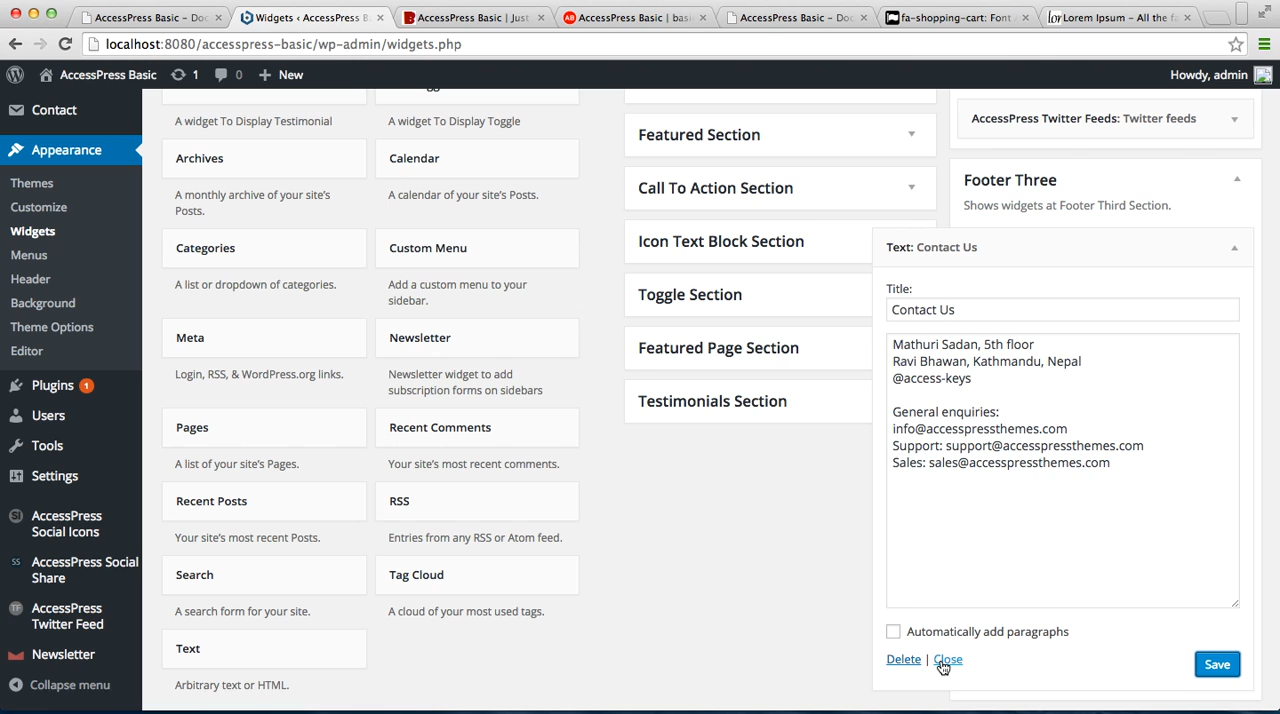 AccessPress Basic - Doc
Widgets ‹ AccessPress B
AccessPress Basic | Just
AccessPress Basic | basi
AccessPress Basic - Doc
fa-shopping-cart: Font A
Lorem Ipsum - All the fa
localhost:8080/accesspress-basic/wp-admin/widgets.php
AccessPress Basic
1
0
New
Howdy, admin
Contact
Appearance
Themes
Customize
Widgets
Menus
Header
Background
Theme Options
Editor
Plugins 1
Users
Tools
Settings
AccessPress
Social Icons
AccessPress Social
Share
AccessPress
Twitter Feed
Newsletter
Collapse menu
A widget To Display Testimonial
A widget To Display Toggle
Archives
Calendar
A monthly archive of your site's
Posts.
A calendar of your site's Posts.
Categories
Custom Menu
A list or dropdown of categories.
Add a custom menu to your
sidebar.
Meta
Newsletter
Login, RSS, & WordPress.org links.
Newsletter widget to add
subscription forms on sidebars
Pages
Recent Comments
A list of your site's Pages.
Your site's most recent comments.
Recent Posts
RSS
Your site's most recent Posts.
Entries from any RSS or Atom feed.
Search
Tag Cloud
A search form for your site.
A cloud of your most used tags.
Text
Arbitrary text or HTML.
Featured Section
Call To Action Section
Icon Text Block Section
Toggle Section
Featured Page Section
Testimonials Section
AccessPress Twitter Feeds: Twitter feeds
Footer Three
Shows widgets at Footer Third Section.
Text: Contact Us
Title:
Contact Us
Mathuri Sadan, 5th floor
Ravi Bhawan, Kathmandu, Nepal
@access-keys
General enquiries:
info@accesspressthemes.com
Support: support@accesspressthemes.com
Sales: sales@accesspressthemes.com
Automatically add paragraphs
Delete | Close
Save